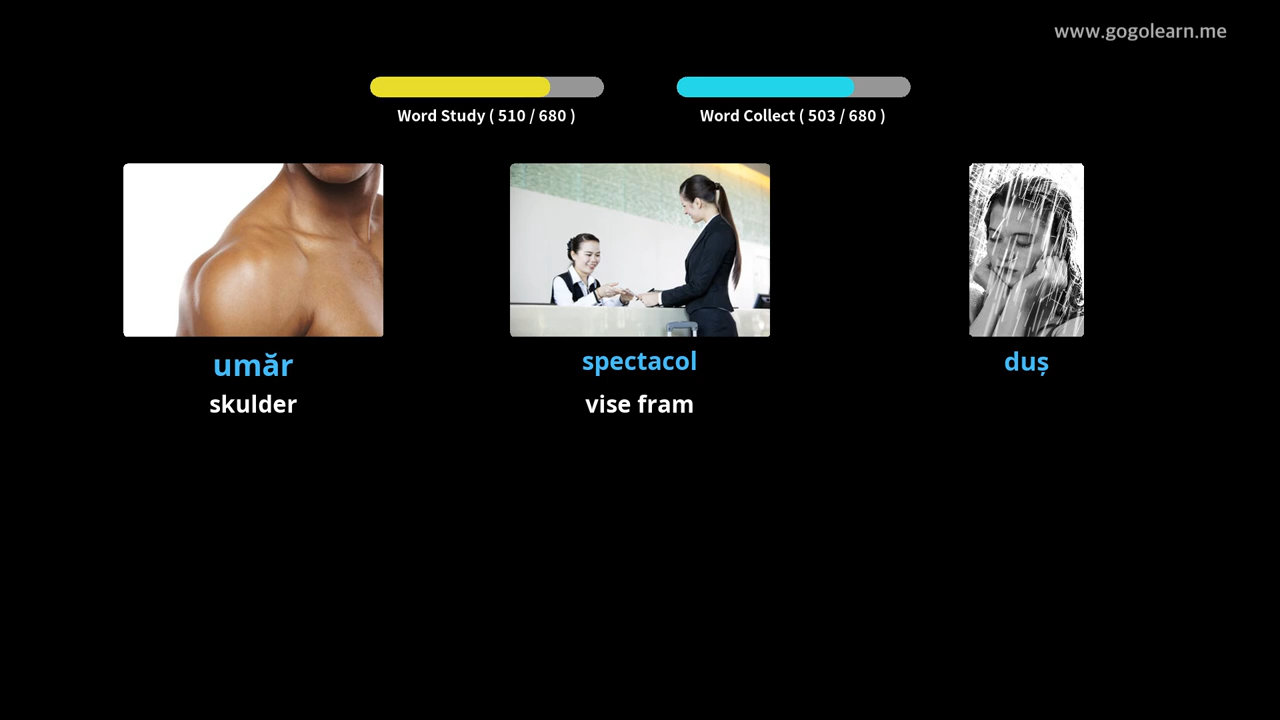 www.gogolearn.me
Word Study ( 510 / 680 )
Word Collect ( 503 / 680 )
umăr
skulder
spectacol
vise fram
duș